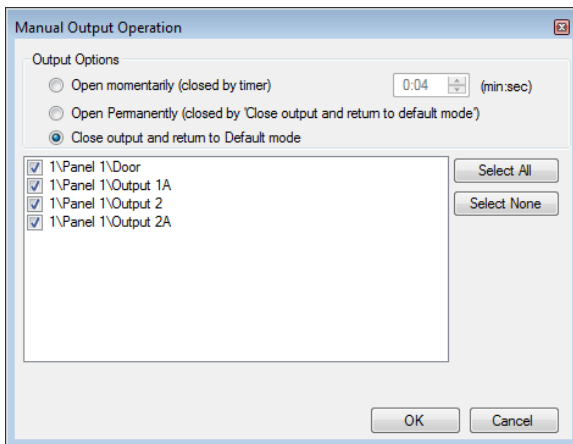 Manual Output Operation
Output Options
Open momentarily (closed by timer) 0:04 (min:sec)
Open Permanently (closed by 'Close output and return to default mode')
Close output and return to Default mode
1\Panel 1\Door
1\Panel 1\Output 1A
1\Panel 1\Output 2
1\Panel 1\Output 2A
Select All
Select None
OK Cancel